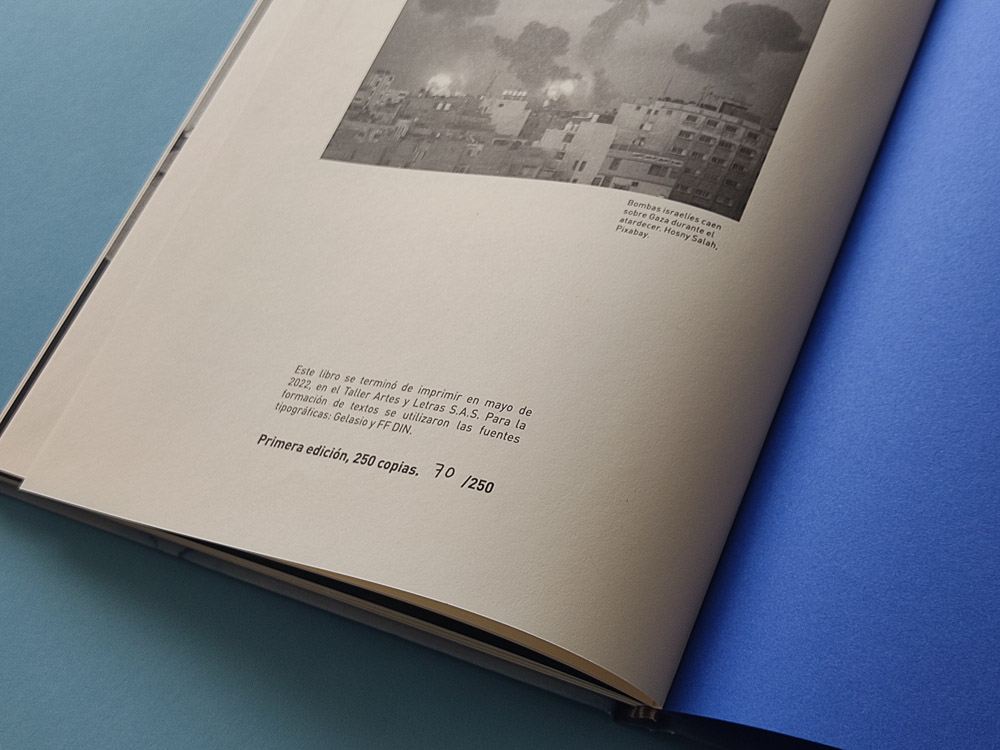 Bombas israelíes caen
sobre Gaza durante el
atardecer. Hosny Salah,
Pixabay.
Este libro se terminó de imprimir en mayo de
2022, en el Taller Artes y Letras S.A.S. Para la
formación de textos se utilizaron las fuentes
tipográficas: Gelasio y FF DIN.
Primera edición, 250 copias. 70 /250